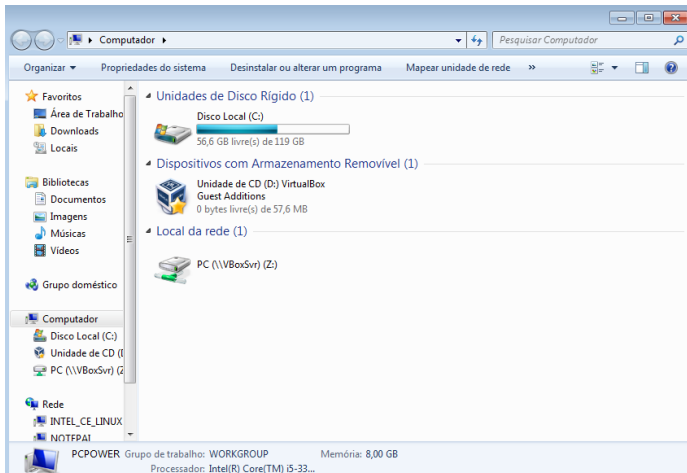 Computador
Pesquisar Computador
Organizar
Propriedades do sistema
Desinstalar ou alterar um programa
Mapear unidade de rede
»
Favoritos
Área de Trabalho
Downloads
Locais
Bibliotecas
Documentos
Imagens
Músicas
Vídeos
Grupo doméstico
Computador
Disco Local (C:)
Unidade de CD (
PC (\\VBoxSvr) (Z
Rede
INTEL_CE_LINUX
NOTEPAI
Unidades de Disco Rígido (1)
Disco Local (C:)
56,6 GB livre(s) de 119 GB
Dispositivos com Armazenamento Removível (1)
Unidade de CD (D:) VirtualBox
Guest Additions
0 bytes livre(s) de 57,6 MB
Local da rede (1)
PC (\\VBoxSvr) (Z:)
PCPOWER Grupo de trabalho: WORKGROUP Memória: 8,00 GB
Processador: Intel(R) Core(TM) i5-33...